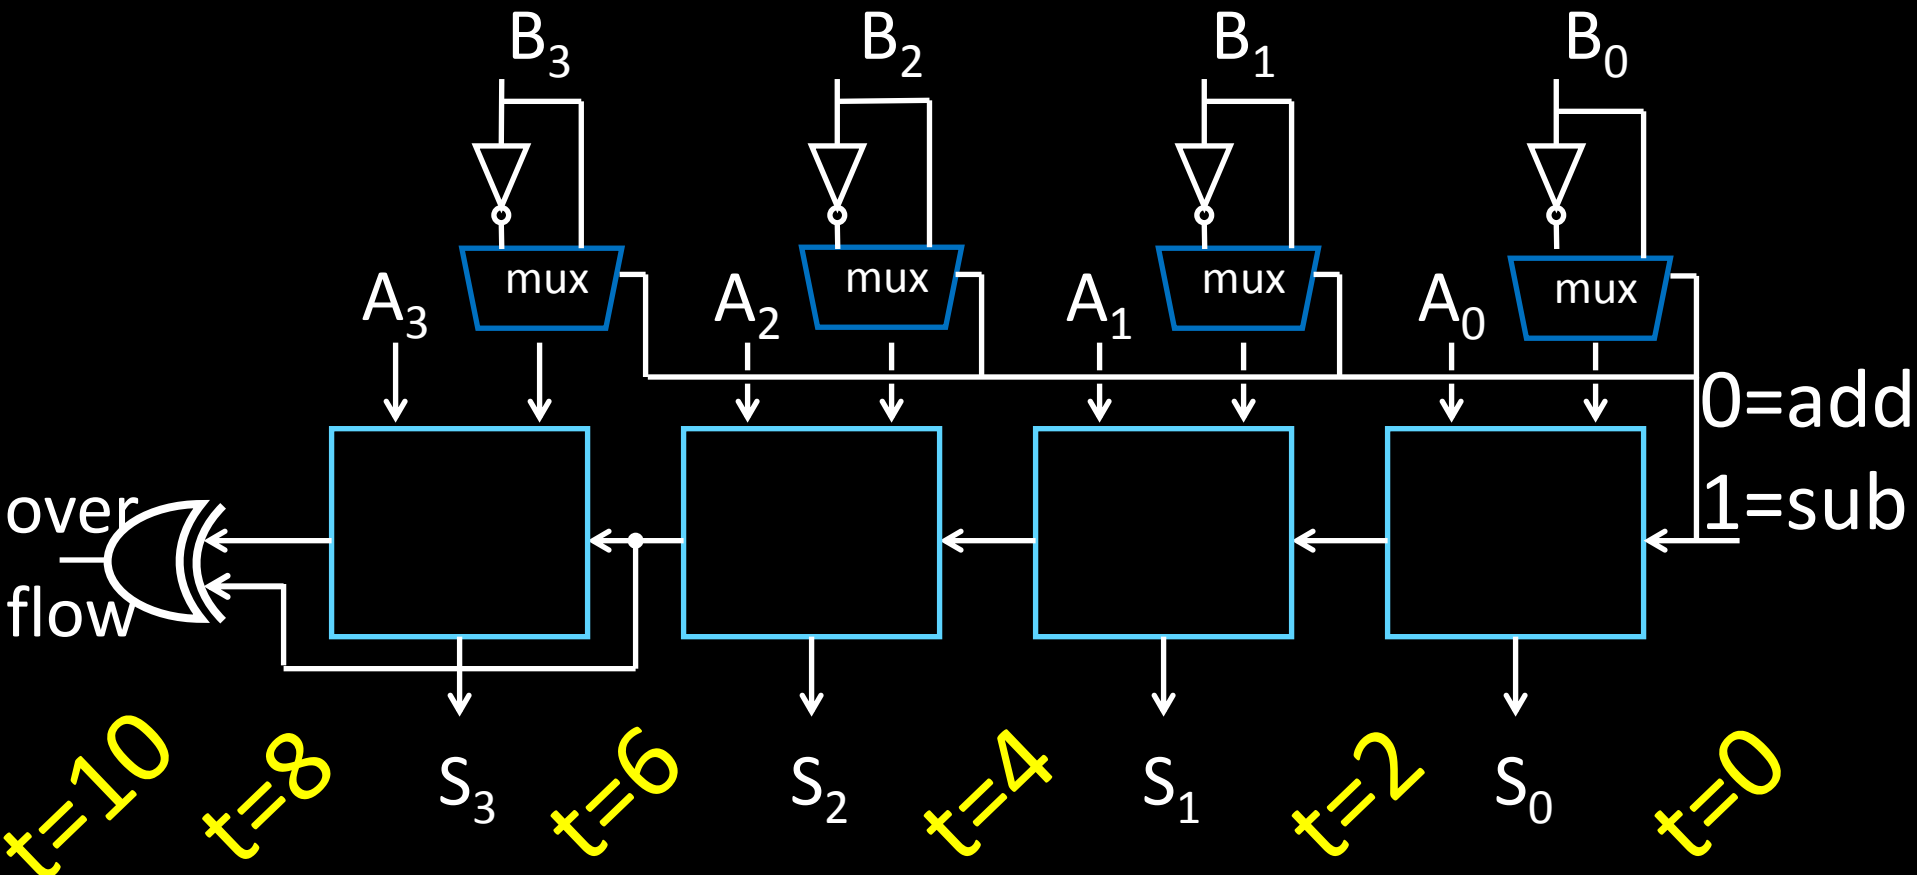 B₃ B₂ B₁ B₀
mux mux mux mux
A₃ A₂ A₁ A₀
0=add
1=sub
over
flow
S₃ S₂ S₁ S₀
t=10 t=8 t=6 t=4 t=2 t=0